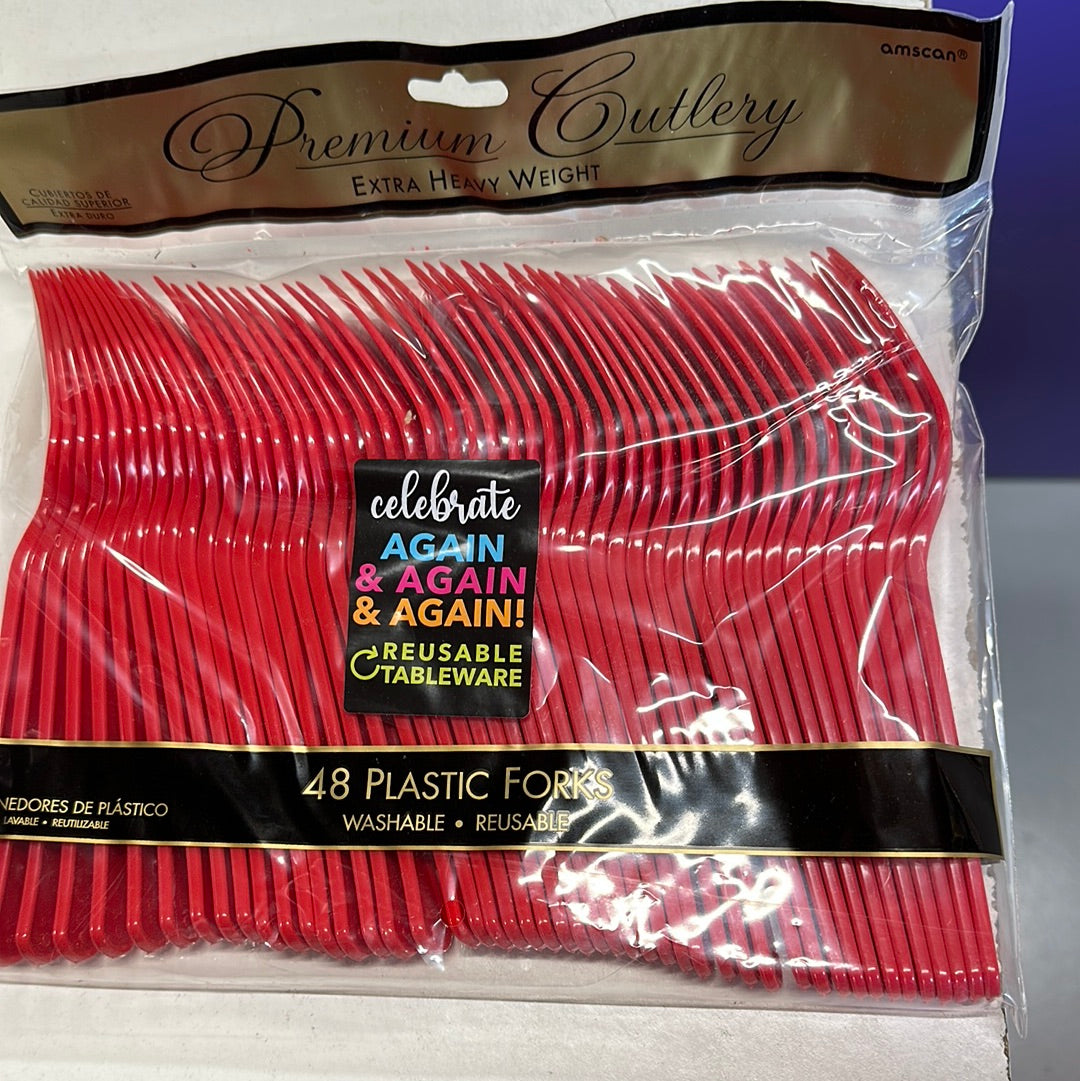 amscan®
Premium Cutlery
EXTRA HEAVY WEIGHT
CUBIERTOS DE
CALIDAD SUPERIOR
EXTRA DURO
celebrate
AGAIN
& AGAIN
& AGAIN!
REUSABLE
TABLEWARE
48 PLASTIC FORKS
WASHABLE • REUSABLE
NEDORES DE PLÁSTICO
LAVABLE • REUTILIZABLE